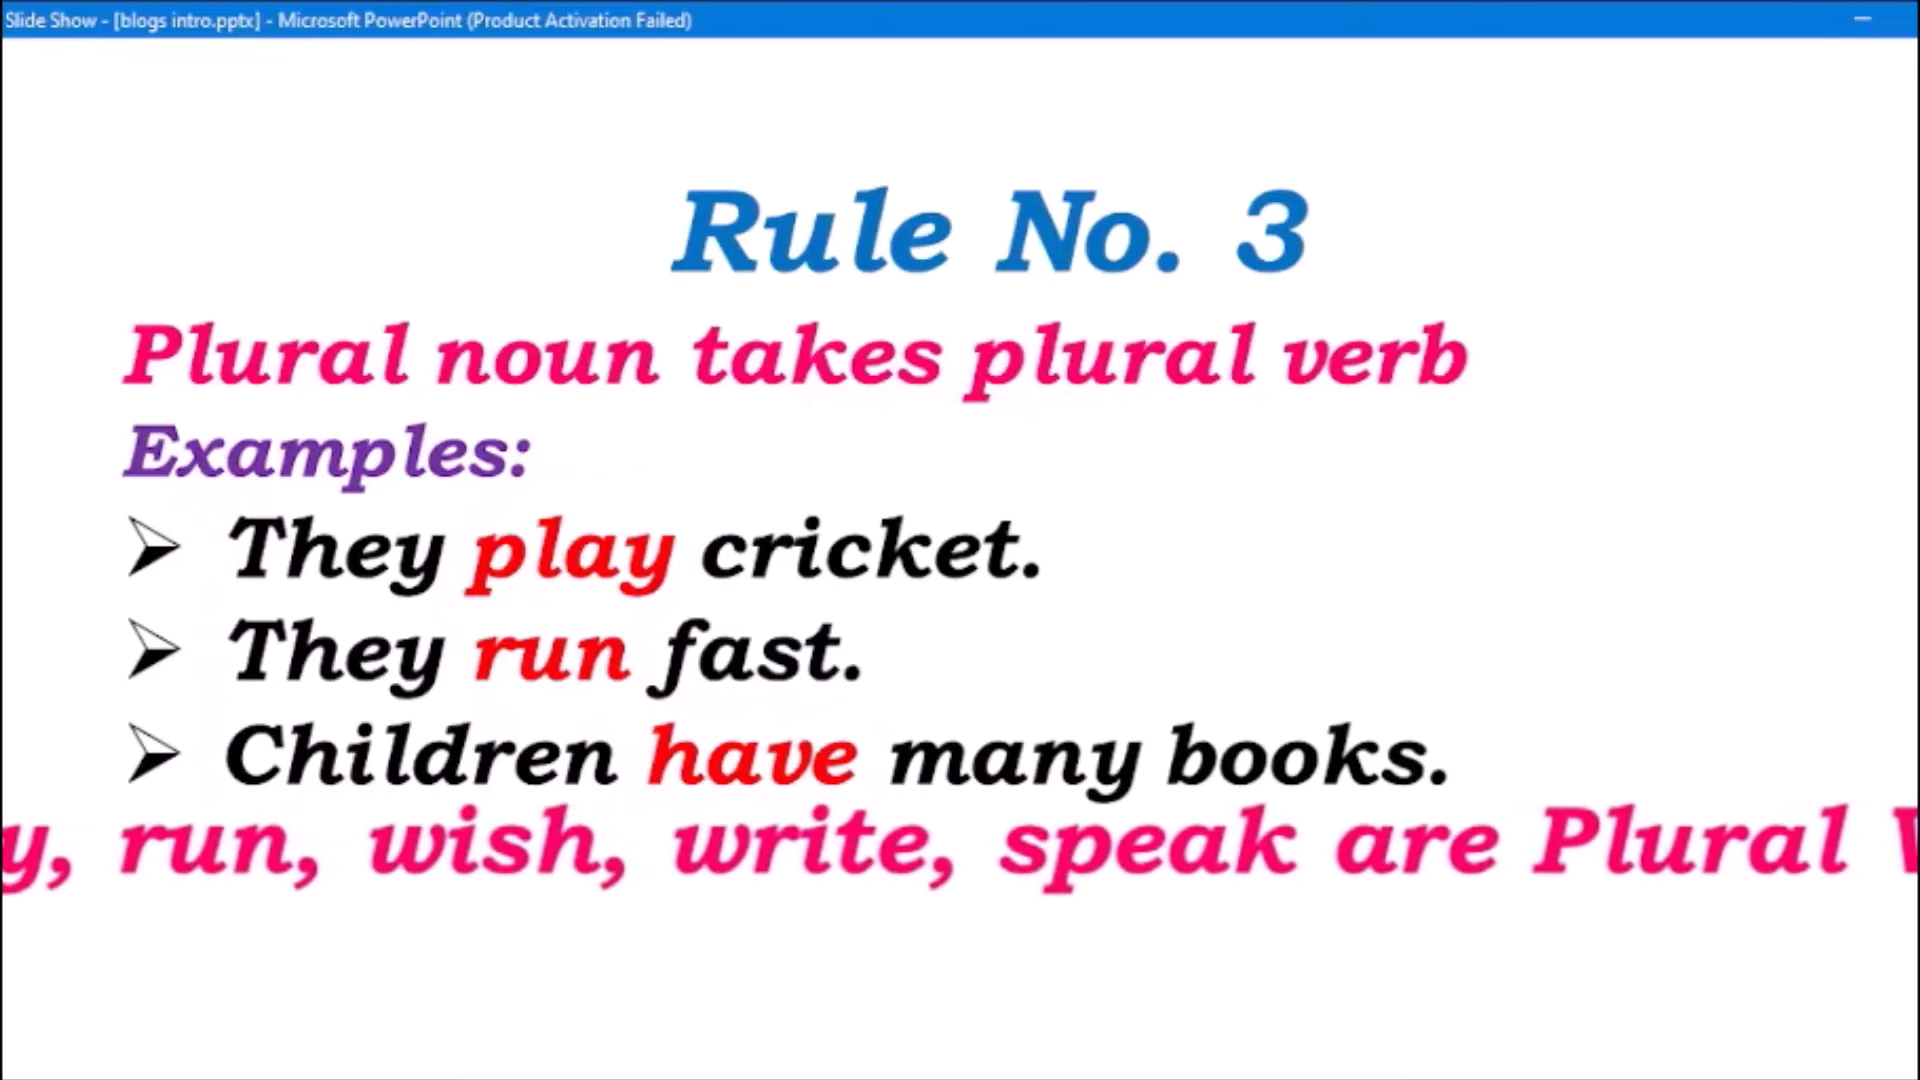 Slide Show - [blogs intro.pptx] - Microsoft PowerPoint (Product Activation Failed)
Rule No. 3
Plural noun takes plural verb
Examples:
They play cricket.
They run fast.
Children have many books.
y, run, wish, write, speak are Plural